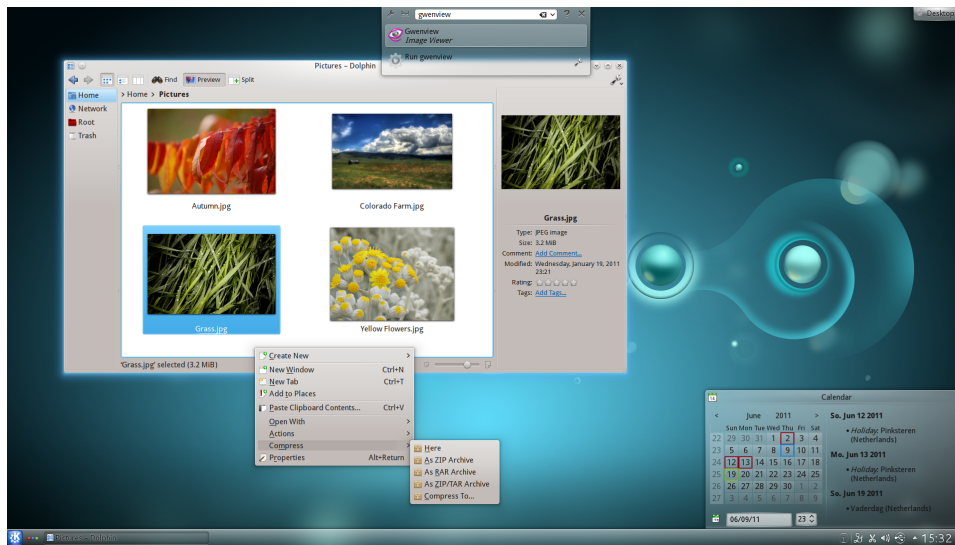 gwenview
?
Desktop
Gwenview
Image Viewer
Run gwenview
Pictures – Dolphin
Find
Preview
Split
Home
Network
Root
Trash
> Home > Pictures
Autumn.jpg
Colorado Farm.jpg
Grass.jpg
Yellow Flowers.jpg
'Grass.jpg' selected (3.2 MiB)
Grass.jpg
Type: JPEG image
Size: 3.2 MiB
Comment: Add Comment...
Modified: Wednesday, January 19, 2011
23:21
Rating:
Tags: Add Tags...
Create New >
New Window Ctrl+N
New Tab Ctrl+T
Add to Places
Paste Clipboard Contents... Ctrl+V
Open With >
Actions >
Compress >
Properties Alt+Return
Here
As ZIP Archive
As RAR Archive
As ZIP/TAR Archive
Compress To...
Calendar
< June 2011 >
Sun Mon Tue Wed Thu Fri Sat
22 29 30 31 1 2 3 4
23 5 6 7 8 9 10 11
24 12 13 14 15 16 17 18
25 19 20 21 22 23 24 25
26 26 27 28 29 30 1 2
27 3 4 5 6 7 8 9
06/09/11 23
So. Jun 12 2011
• Holiday: Pinksteren
(Netherlands)
Mo. Jun 13 2011
• Holiday: Pinksteren
(Netherlands)
So. Jun 19 2011
• Vaderdag (Netherlands)
Pictures – Dolphin
15:32